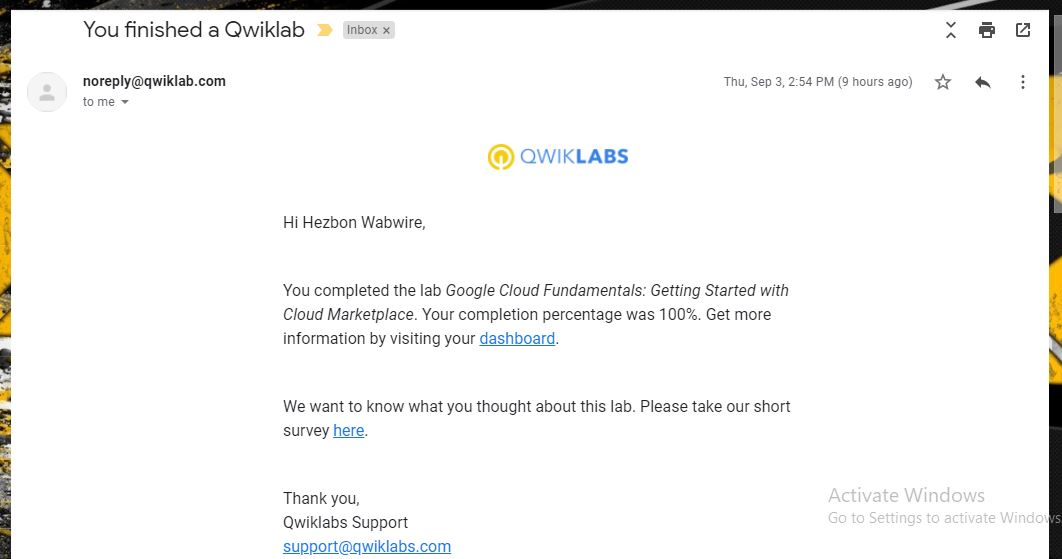 You finished a Qwiklab
Inbox ×
noreply@qwiklab.com
Thu, Sep 3, 2:54 PM (9 hours ago)
to me
QWIKLABS
Hi Hezbon Wabwire,
You completed the lab Google Cloud Fundamentals: Getting Started with
Cloud Marketplace. Your completion percentage was 100%. Get more
information by visiting your dashboard.
We want to know what you thought about this lab. Please take our short
survey here.
Thank you,
Qwiklabs Support
support@qwiklabs.com
Activate Windows
Go to Settings to activate Windows